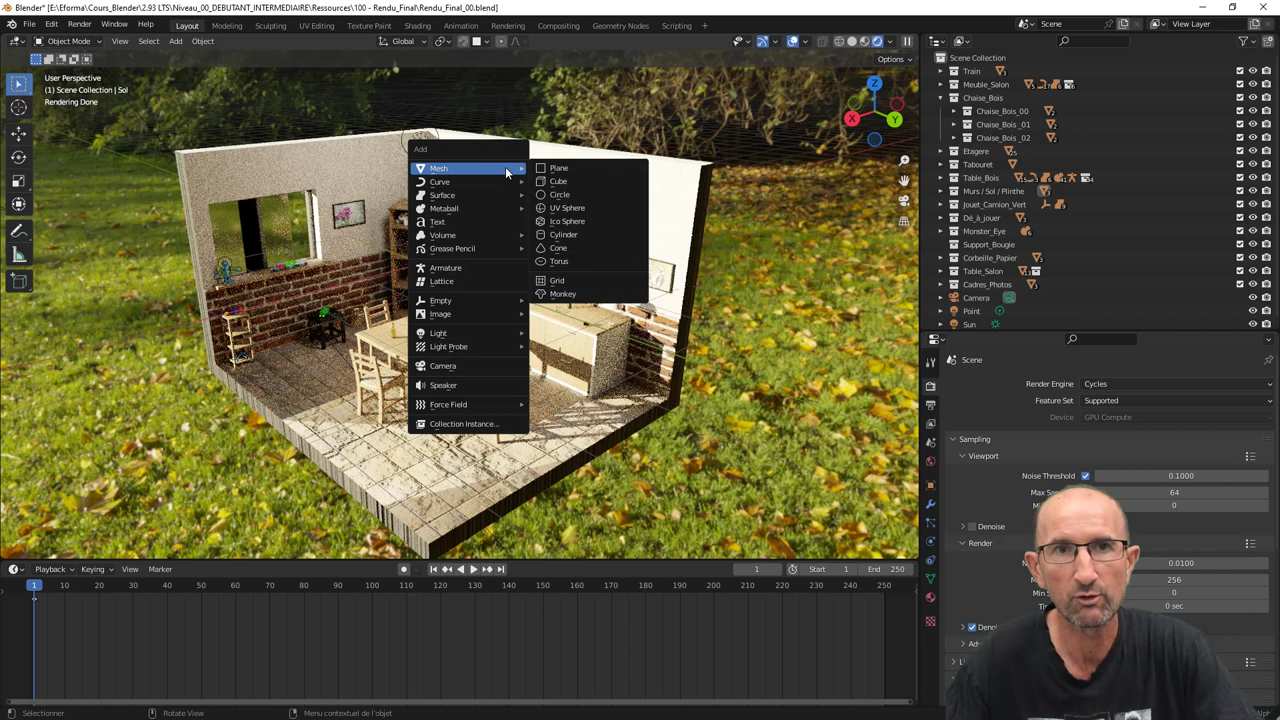 Blender* [E:\Eforma\Cours_Blender\2.93 LTS\Niveau_00_DEBUTANT_INTERMEDIAIRE\Ressources\100 - Rendu_Final\Rendu_Final_00.blend]
File Edit Render Window Help Layout Modeling Sculpting UV Editing Texture Paint Shading Animation Rendering Compositing Geometry Nodes Scripting + Scene View Layer
Object Mode View Select Add Object Global
Options
User Perspective
(1) Scene Collection | Sol
Rendering Done
Z
X
Y
Add
Mesh
Curve
Surface
Metaball
Text
Volume
Grease Pencil
Armature
Lattice
Empty
Image
Light
Light Probe
Camera
Speaker
Force Field
Collection Instance...
Plane
Cube
Circle
UV Sphere
Ico Sphere
Cylinder
Cone
Torus
Grid
Monkey
Scene Collection
Train
Meuble_Salon
Chaise_Bois
Chaise_Bois_00
Chaise_Bois _01
Chaise_Bois _02
Etagere
Tabouret
Table_Bois
Murs / Sol / Plinthe
Jouet_Camion_Vert
Dé_à_jouer
Monster_Eye
Support_Bougie
Corbeille_Papier
Table_Salon
Cadres_Photos
Camera
Point
Sun
Scene
Render Engine Cycles
Feature Set Supported
Device GPU Compute
Sampling
Viewport
Noise Threshold 0.1000
64
0
Denoise
Render
0.0100
256
Min S 0
0 sec
Playback Keying View Marker 1 Start 1 End 250
1 10 20 30 40 50 60 70 80 90 100 110 120 130 140 150 160 170 180 190 200 210 220 230 240 250
Sélectionner Rotate View Menu contextuel de l'objet